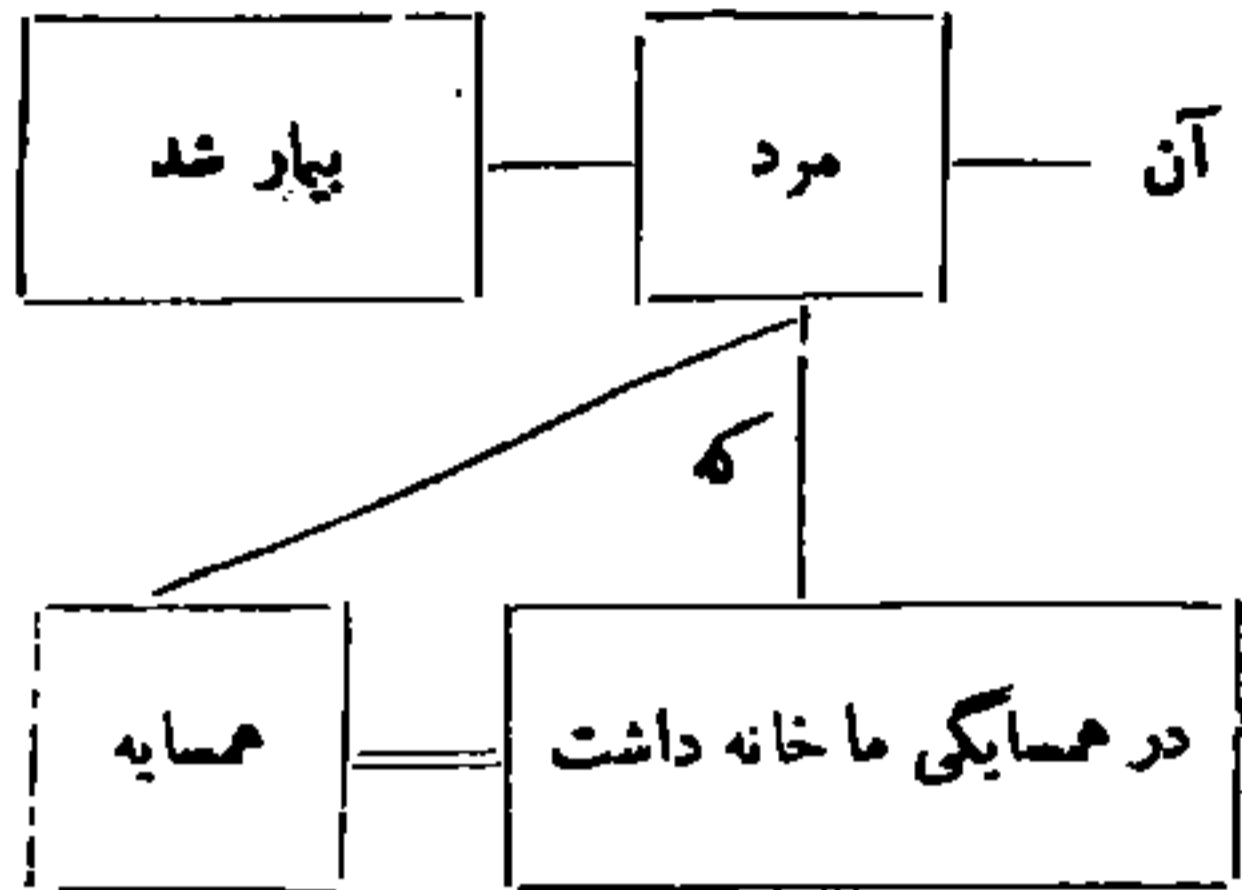 آن مرد بیمار شد
که
در همسایگی ما خانه داشت همسایه